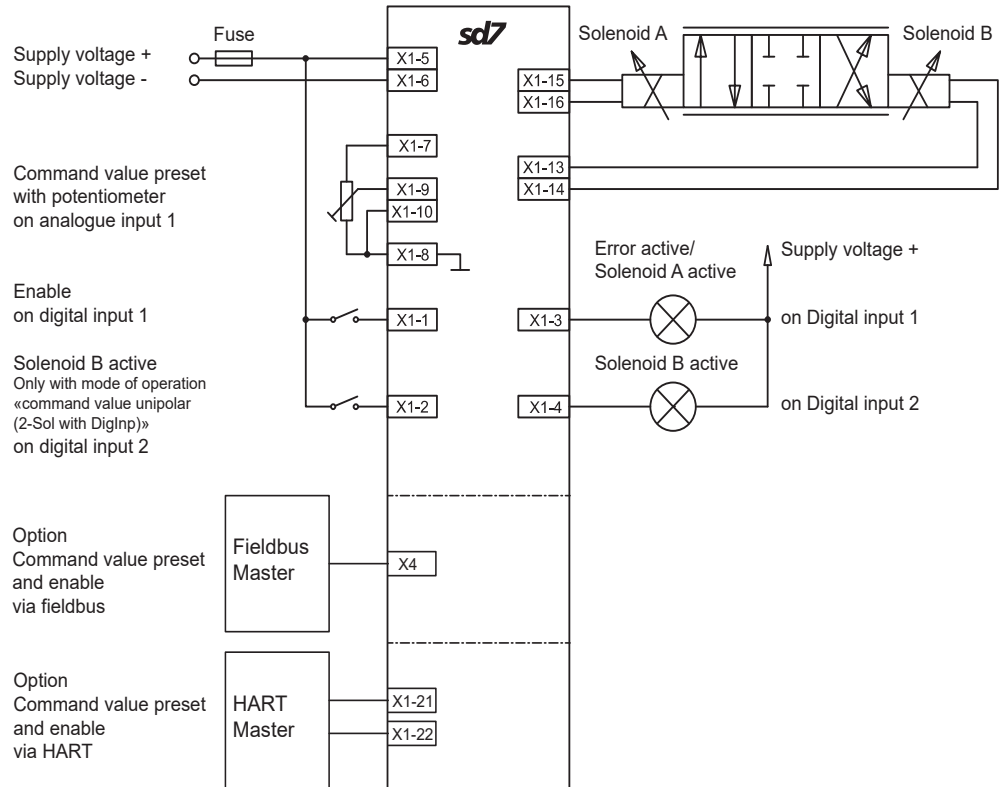 sd7
Supply voltage +
Fuse
Supply voltage -
X1-5
X1-6
X1-15
X1-16
Solenoid A
Solenoid B
X1-7
X1-13
X1-14
Command value preset
with potentiometer
on analogue input 1
X1-9
X1-10
X1-8
Error active/
Solenoid A active
Supply voltage +
Enable
on digital input 1
X1-1
X1-3
on Digital input 1
Solenoid B active
Only with mode of operation
«command value unipolar
(2-Sol with DigInp)»
on digital input 2
X1-2
Solenoid B active
X1-4
on Digital input 2
Option
Command value preset
and enable
via fieldbus
Fieldbus
Master
X4
Option
Command value preset
and enable
via HART
HART
Master
X1-21
X1-22